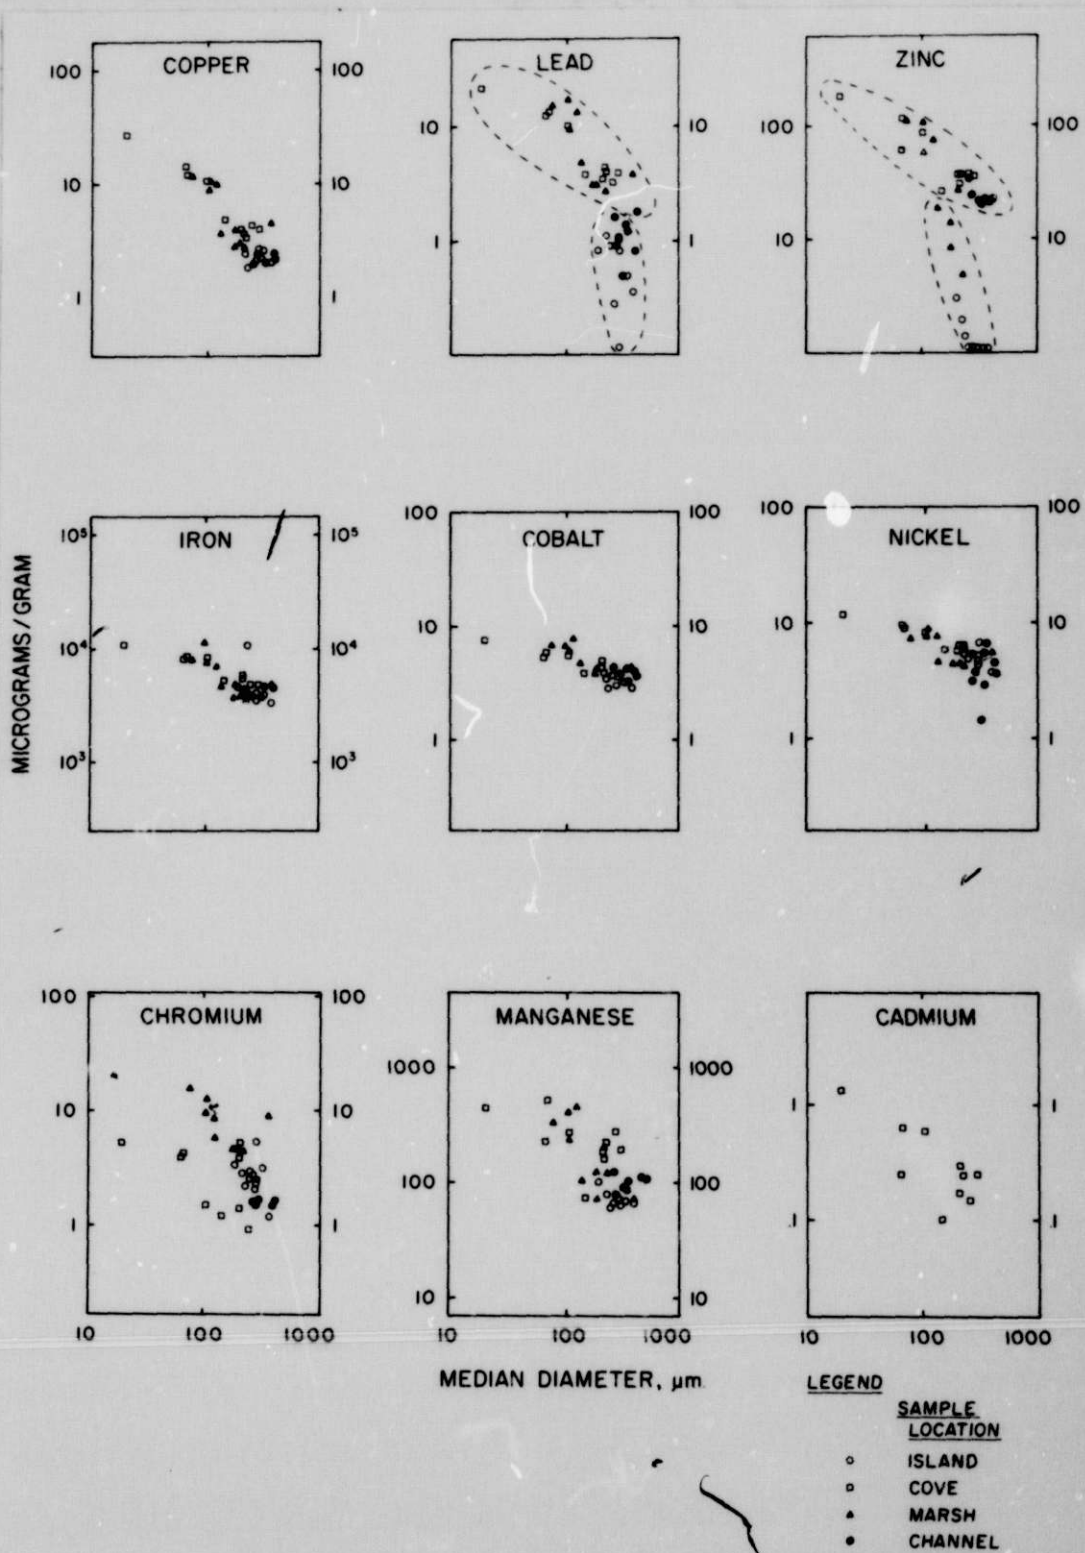 COPPER
LEAD
ZINC
100
100
10
10
1
1
10
10
1
1
100
100
10
10
MICROGRAMS/GRAM
IRON
COBALT
NICKEL
10⁵
10⁵
10⁴
10⁴
10³
10³
100
100
10
10
1
1
100
100
10
10
1
1
CHROMIUM
MANGANESE
CADMIUM
100
100
10
10
1
1
1000
1000
100
100
10
10
1
1
.1
.1
10 100 1000
10 100 1000
10 100 1000
MEDIAN DIAMETER, µm.
LEGEND
SAMPLE
LOCATION
ISLAND
COVE
MARSH
CHANNEL